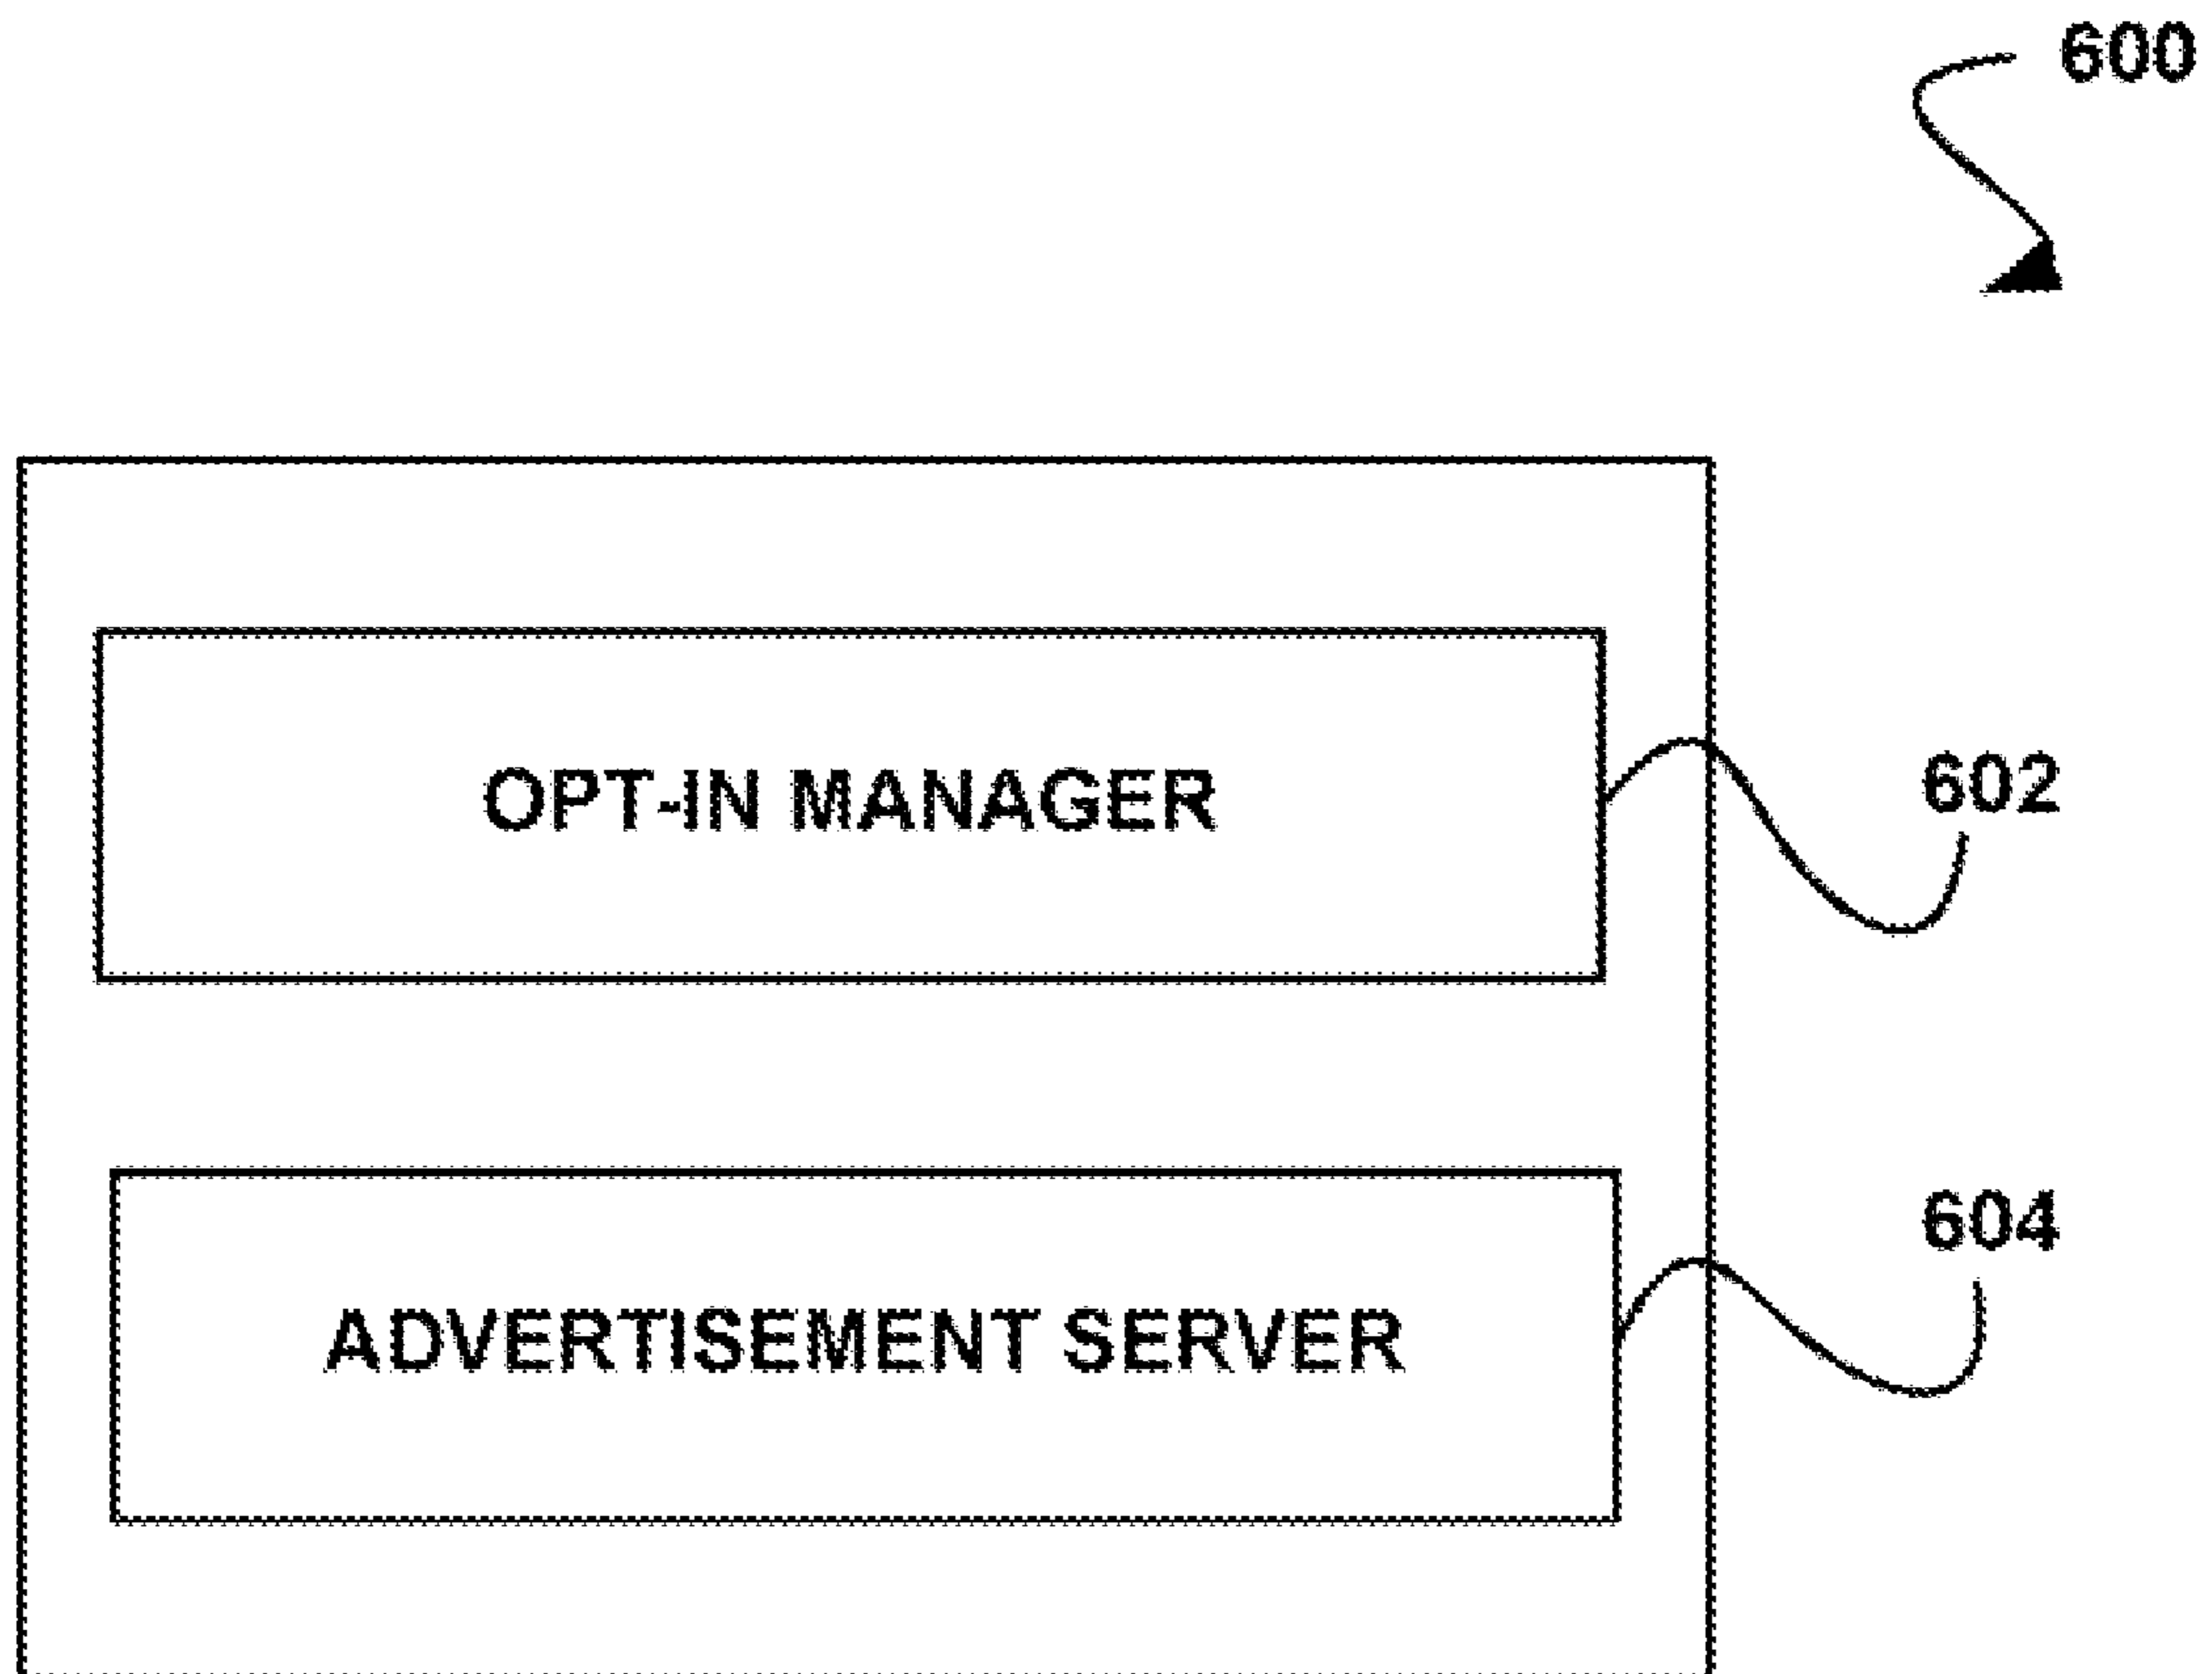 600
OPT-IN MANAGER
602
604
ADVERTISEMENT SERVER